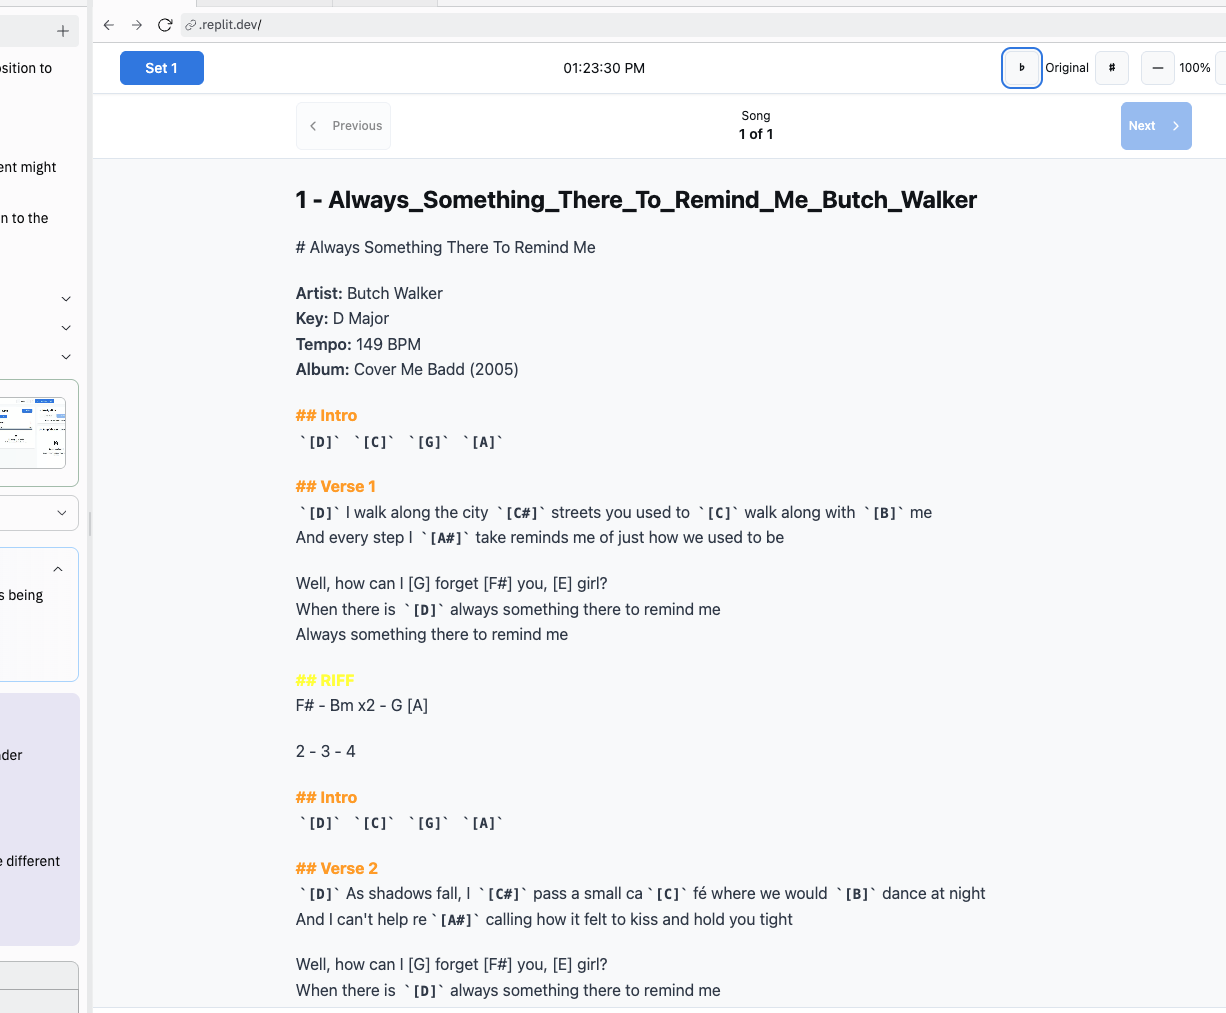 .replit.dev/
sition to
ent might
n to the
s being
der
e different
Set 1
01:23:30 PM
♭ Original # — 100%
Previous
Song
1 of 1
Next
1 - Always_Something_There_To_Remind_Me_Butch_Walker
# Always Something There To Remind Me
Artist: Butch Walker
Key: D Major
Tempo: 149 BPM
Album: Cover Me Badd (2005)
## Intro
`[D]` `[C]` `[G]` `[A]`
## Verse 1
`[D]` I walk along the city `[C#]` streets you used to `[C]` walk along with `[B]` me
And every step I `[A#]` take reminds me of just how we used to be
Well, how can I [G] forget [F#] you, [E] girl?
When there is `[D]` always something there to remind me
Always something there to remind me
## RIFF
F# - Bm x2 - G [A]
2 - 3 - 4
## Intro
`[D]` `[C]` `[G]` `[A]`
## Verse 2
`[D]` As shadows fall, I `[C#]` pass a small ca `[C]` fé where we would `[B]` dance at night
And I can't help re `[A#]` calling how it felt to kiss and hold you tight
Well, how can I [G] forget [F#] you, [E] girl?
When there is `[D]` always something there to remind me